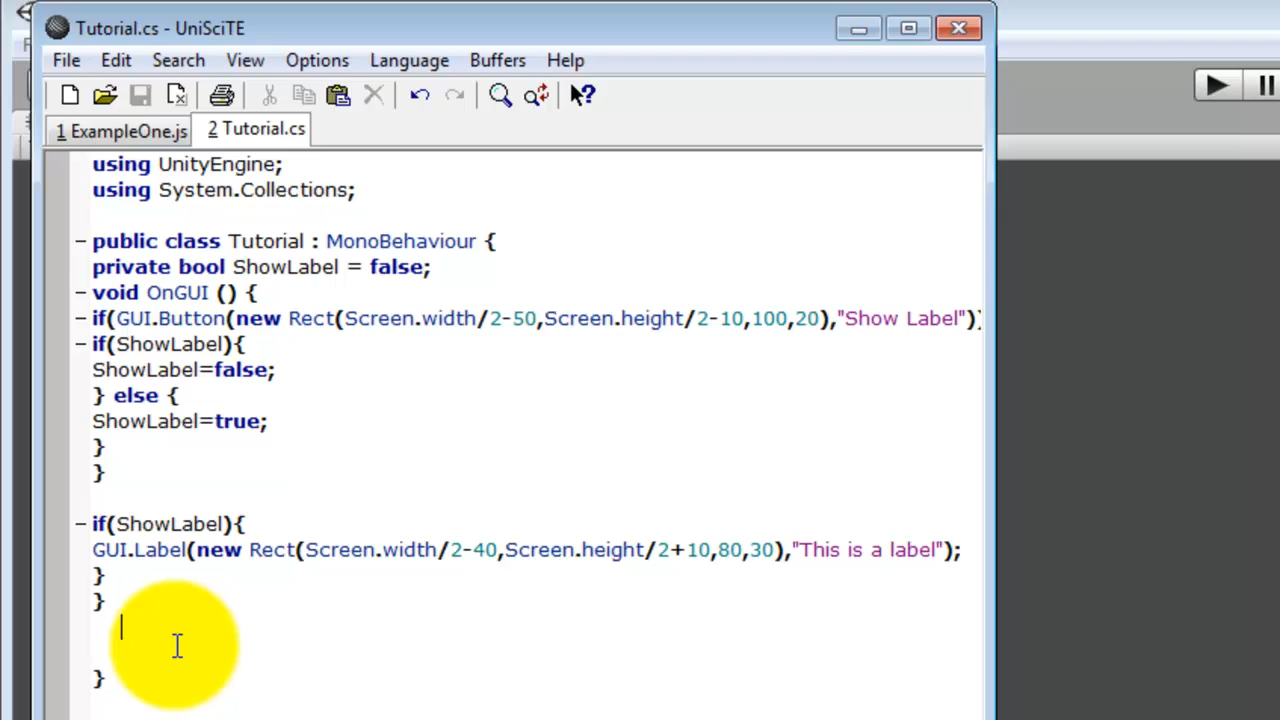 Tutorial.cs - UniSciTE
File Edit Search View Options Language Buffers Help
1 ExampleOne.js 2 Tutorial.cs
using UnityEngine;
using System.Collections;
public class Tutorial : MonoBehaviour {
private bool ShowLabel = false;
void OnGUI () {
if(GUI.Button(new Rect(Screen.width/2-50,Screen.height/2-10,100,20),"Show Label")
if(ShowLabel){
ShowLabel=false;
} else {
ShowLabel=true;
}
}
if(ShowLabel){
GUI.Label(new Rect(Screen.width/2-40,Screen.height/2+10,80,30),"This is a label");
}
}
}